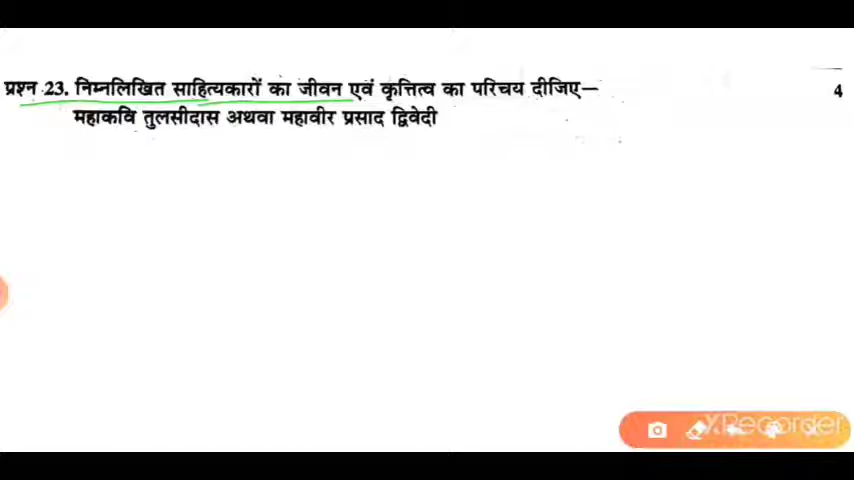 प्रश्न 23. निम्नलिखित साहित्यकारों का जीवन एवं कृत्तित्व का परिचय दीजिए— 4
महाकवि तुलसीदास अथवा महावीर प्रसाद द्विवेदी
XRecorder